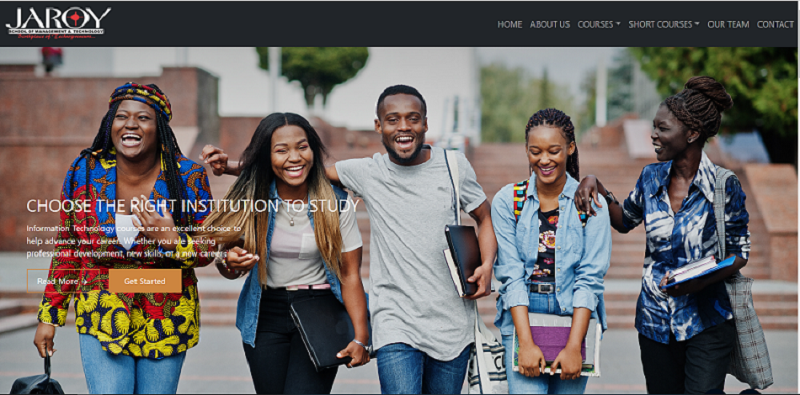 JAROY
SCHOOL OF MANAGEMENT & TECHNOLOGY
HOME ABOUT US COURSES SHORT COURSES OUR TEAM CONTACT
CHOOSE THE RIGHT INSTITUTION TO STUDY
Information Technology courses are an excellent choice to
help advance your career. Whether you are seeking
professional development, new skills, or a new career,
Read More Get Started